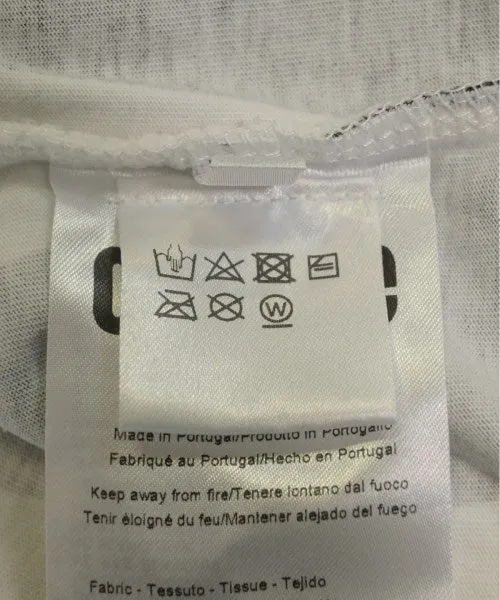 W
Made in Portugal/Prodotto in Portogallo
Fabriqué au Portugal/Hecho en Portugal
Keep away from fire/Tenere lontano dal fuoco
Tenir éloigné du feu/Mantener alejado del fuego
Fabric - Tessuto - Tissue - Tejido